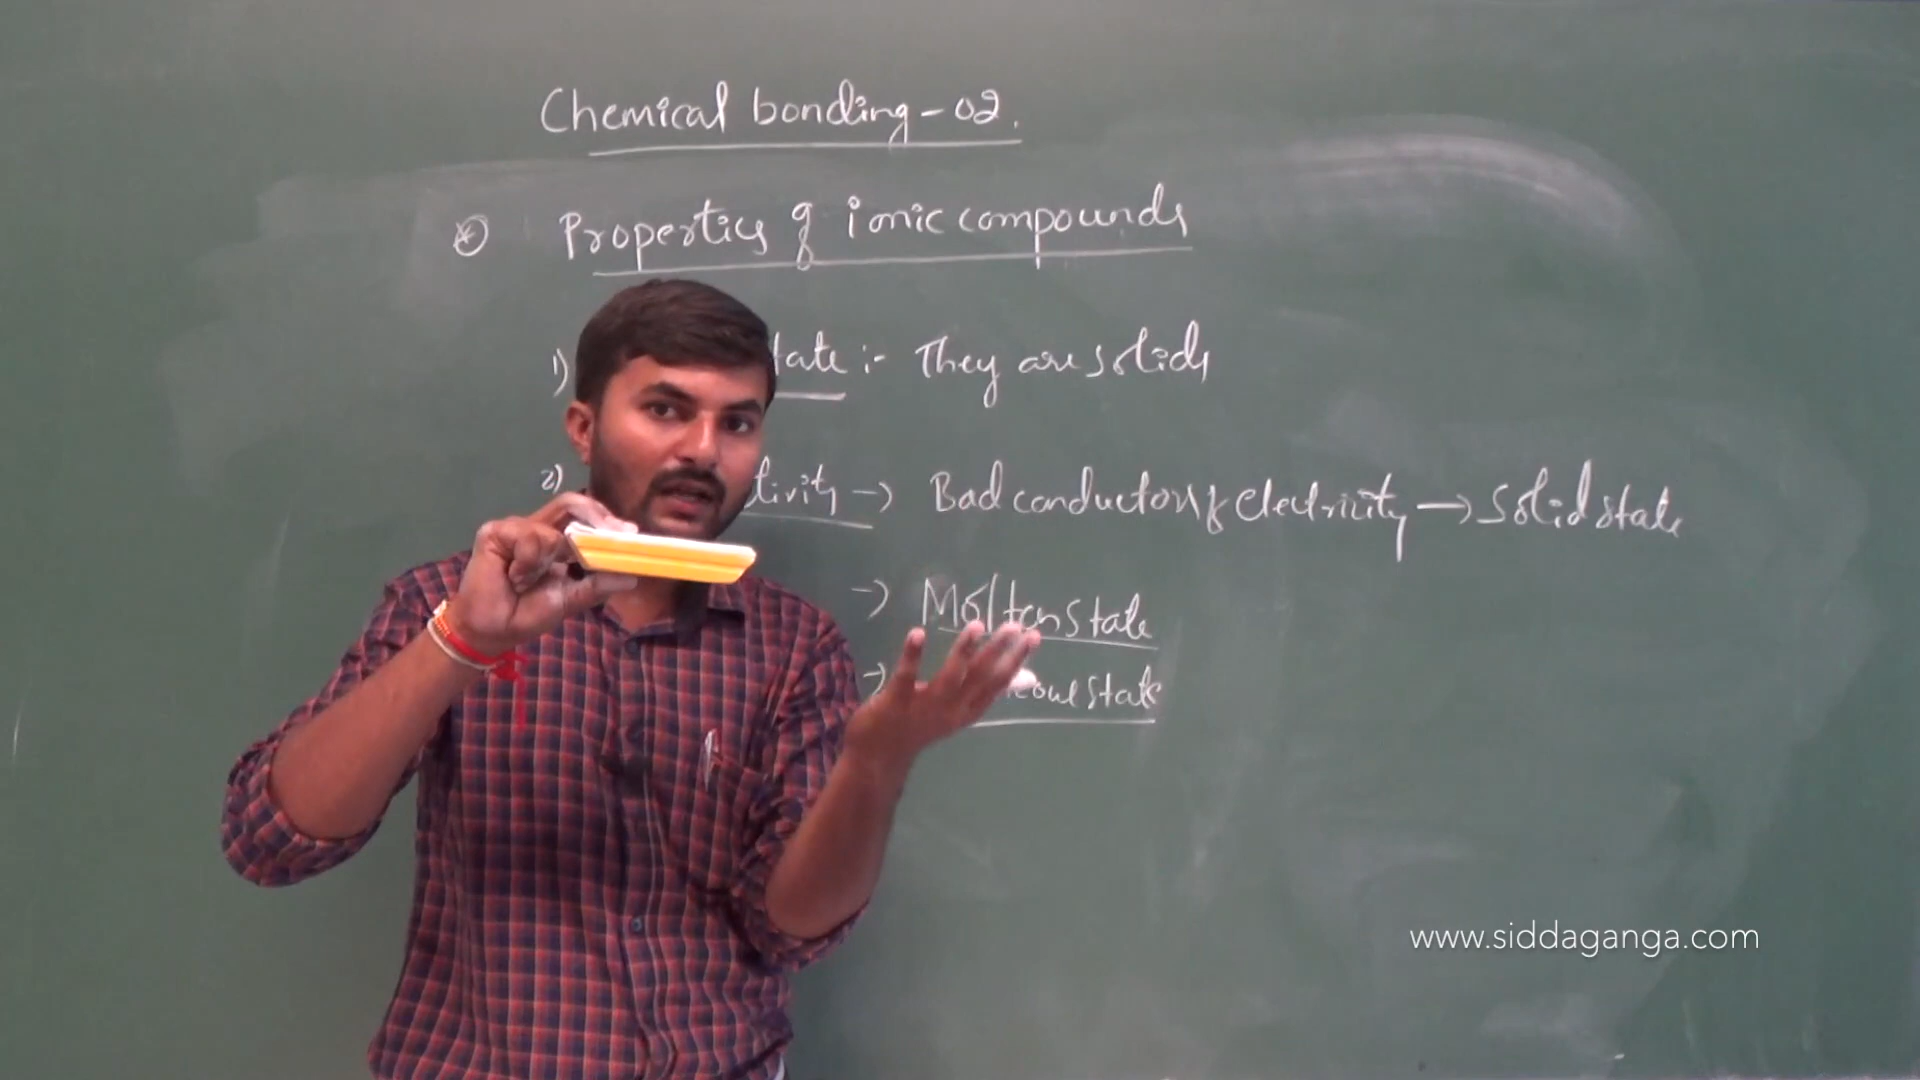 Chemical bonding - 02.
Properties of ionic compounds
1) tate :- They are solids
2) tivity → Bad conductor of electricity → Solid state
→ Molten state
→ eous state
www.siddaganga.com